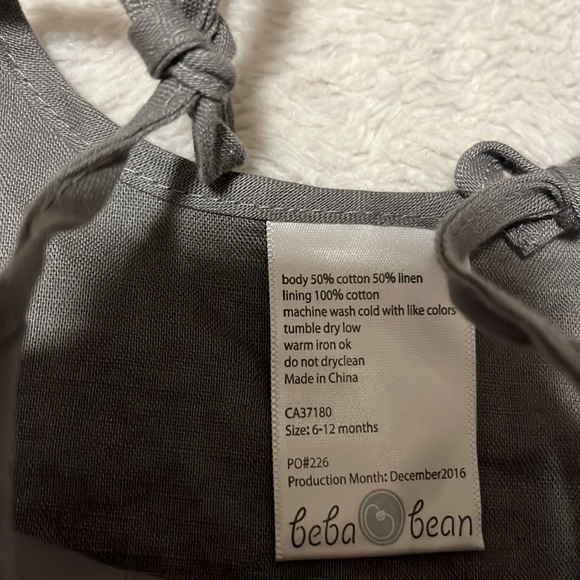 body 50% cotton 50% linen
lining 100% cotton
machine wash cold with like colors
tumble dry low
warm iron ok
do not dryclean
Made in China
CA37180
Size: 6-12 months
PO#226
Production Month: December2016
beba bean